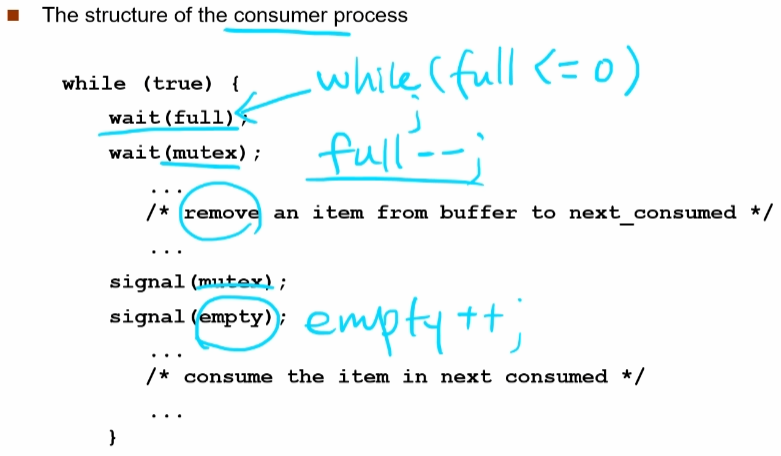 The structure of the consumer process
while (true) { while (full <= 0)
wait(full); ;
wait(mutex); full--;
...
/* remove an item from buffer to next_consumed */
...
signal(mutex);
signal(empty); empty++;
...
/* consume the item in next consumed */
...
}